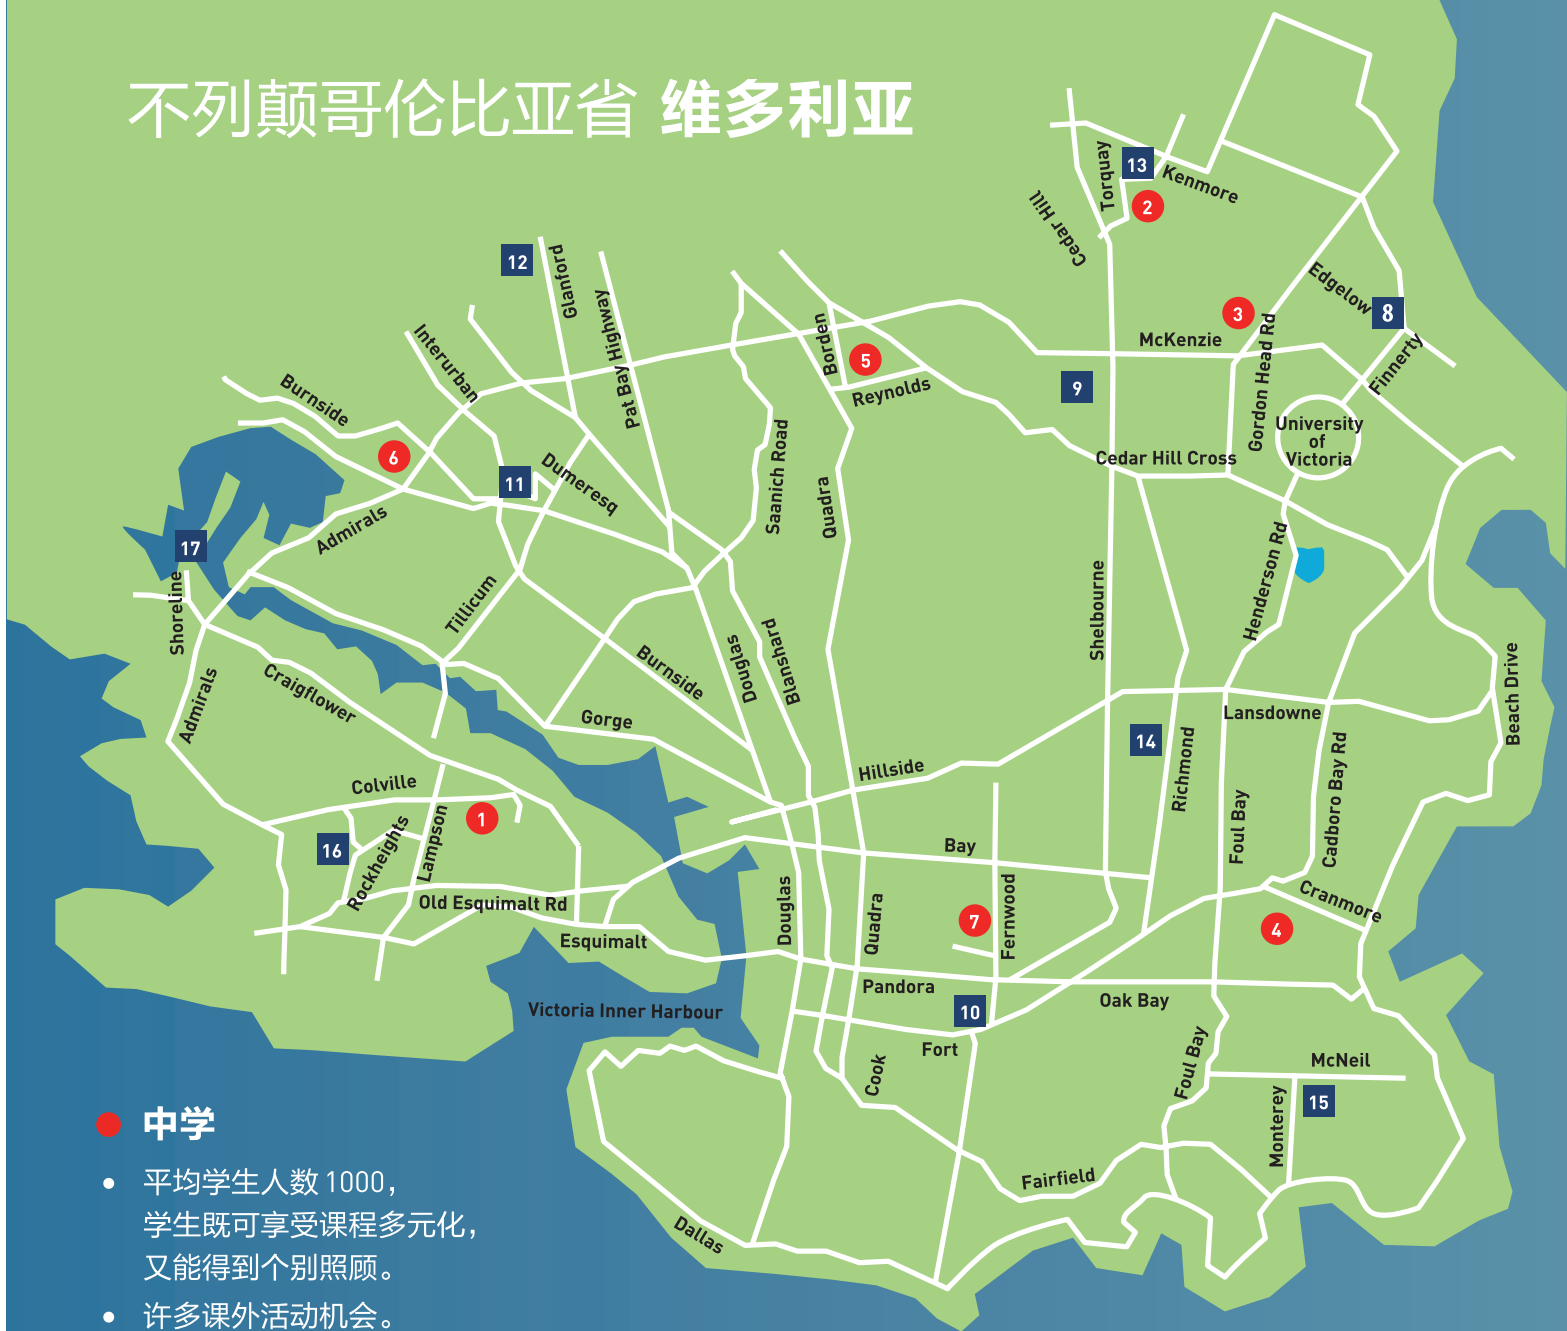 不列颠哥伦比亚省 维多利亚
13
Torquay
Kenmore
2
Cedar Hill
12
Glanford
Pat Bay Highway
Edgelow
8
3
Gordon Head Rd
McKenzie
Finnerty
Borden
5
Reynolds
9
Interurban
Burnside
6
11
Dumeresq
Saanich Road
Quadra
University
of
Victoria
Cedar Hill Cross
Admirals
17
Shoreline
Tillicum
Henderson Rd
Shelbourne
Douglas
Blanshard
Burnside
Craigflower
Admirals
Gorge
Lansdowne
Beach Drive
14
Richmond
Hillside
Colville
Foul Bay
Cadboro Bay Rd
1
16
Rockheights
Lampson
Bay
Old Esquimalt Rd
Esquimalt
Douglas
Quadra
7
Fernwood
Cranmore
4
Pandora
Oak Bay
Victoria Inner Harbour
10
Fort
Cook
Foul Bay
McNeil
15
Monterey
Fairfield
Dallas
中学
• 平均学生人数 1000，
学生既可享受课程多元化，
又能得到个别照顾。
• 许多课外活动机会。